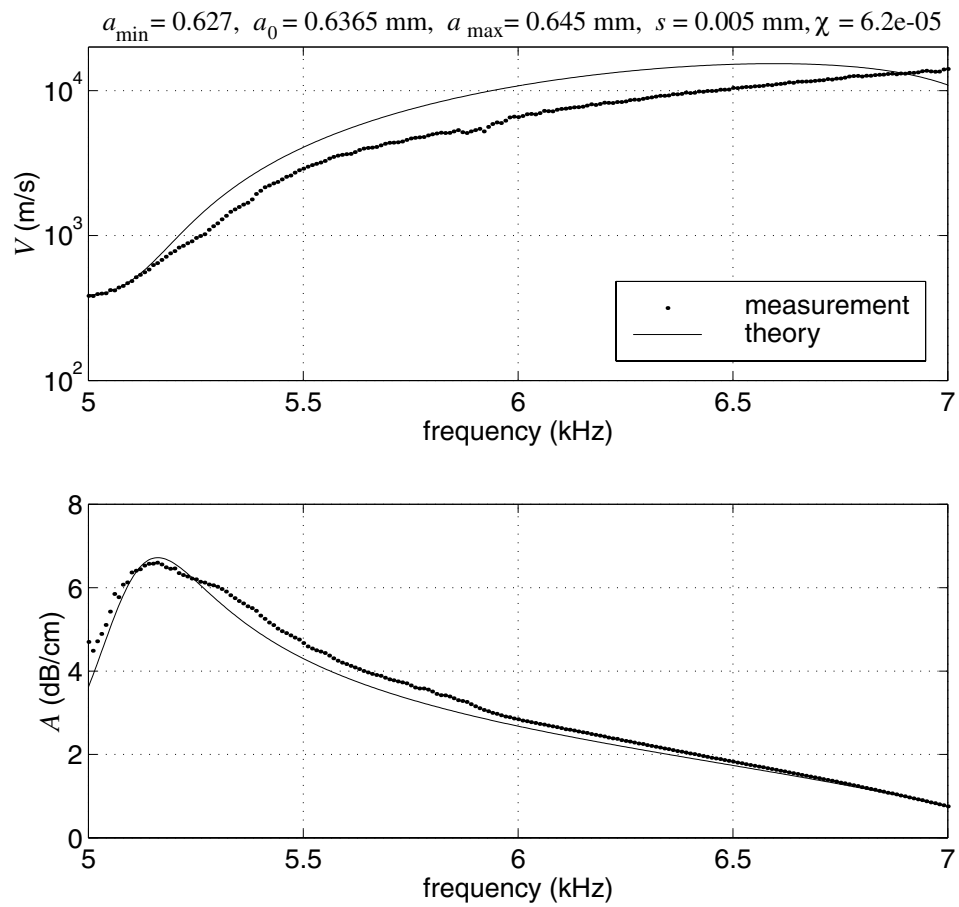 a_min = 0.627, a_0 = 0.6365 mm, a_max = 0.645 mm, s = 0.005 mm, χ = 6.2e-05
10^4
10^3
10^2
V (m/s)
measurement
theory
5 5.5 6 6.5 7
frequency (kHz)
8
6
4
2
0
A (dB/cm)
5 5.5 6 6.5 7
frequency (kHz)